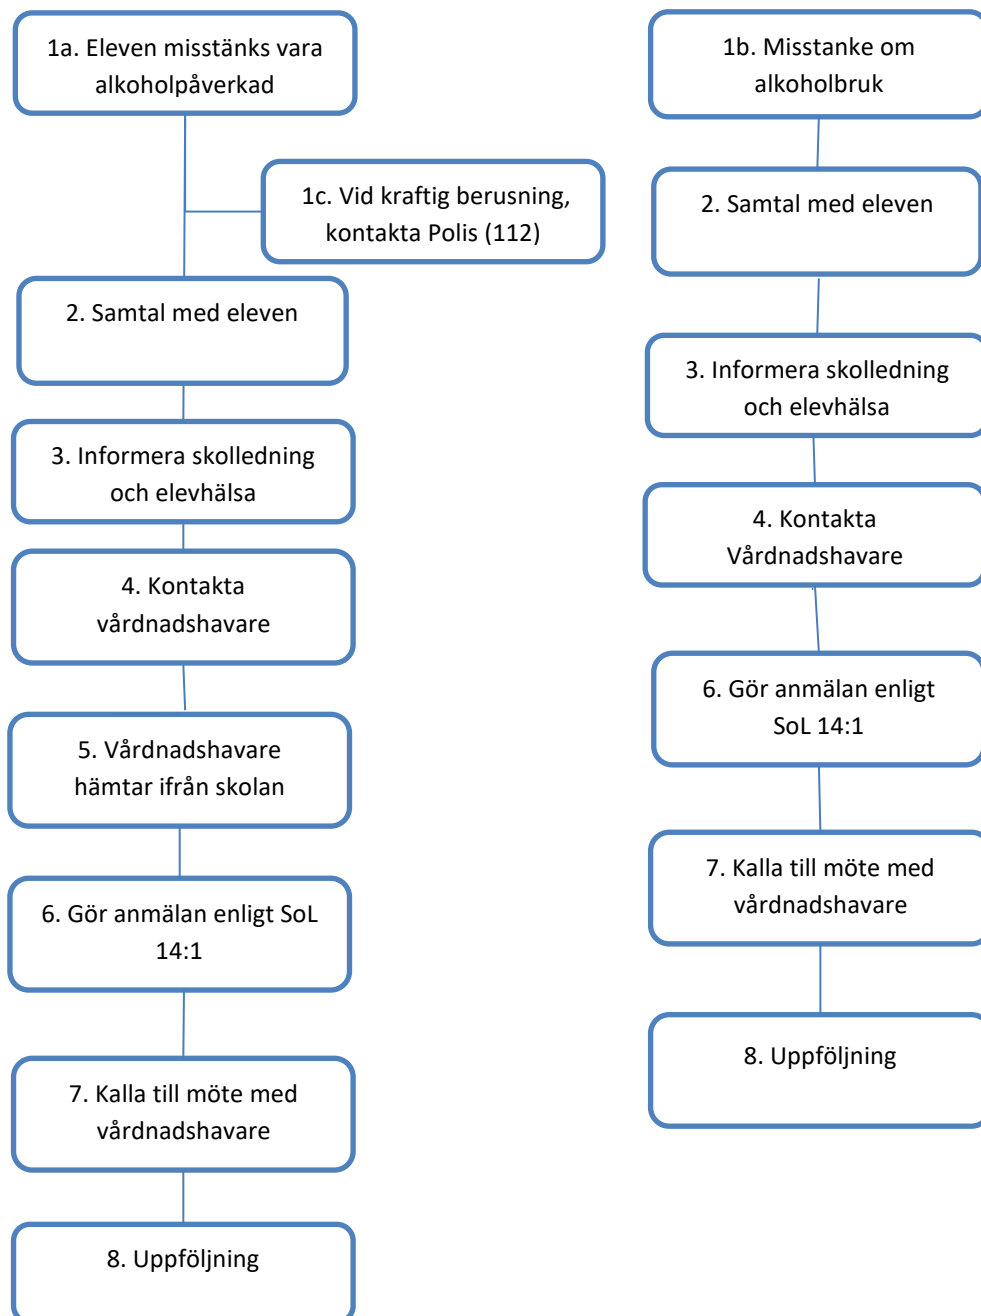 1a. Eleven misstänks vara
alkoholpåverkad
1c. Vid kraftig berusning,
kontakta Polis (112)
2. Samtal med eleven
3. Informera skolledning
och elevhälsa
4. Kontakta
vårdnadshavare
5. Vårdnadshavare
hämtar ifrån skolan
6. Gör anmälan enligt SoL
14:1
7. Kalla till möte med
vårdnadshavare
8. Uppföljning
1b. Misstanke om
alkoholbruk
2. Samtal med eleven
3. Informera skolledning
och elevhälsa
4. Kontakta
Vårdnadshavare
6. Gör anmälan enligt
SoL 14:1
7. Kalla till möte med
vårdnadshavare
8. Uppföljning